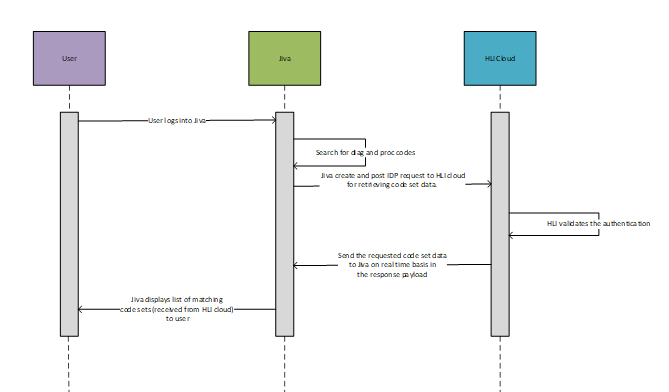 User
Jiva
HLI Cloud
User logs into Jiva
Search for diag and proc codes
Jiva create and post IDP request to HLI cloud
for retrieving code set data.
HLI validates the authentication
Send the requested code set data
to Jiva on real time basis in
the response payload
Jiva displays list of matching
code sets (received from HLI cloud)
to user